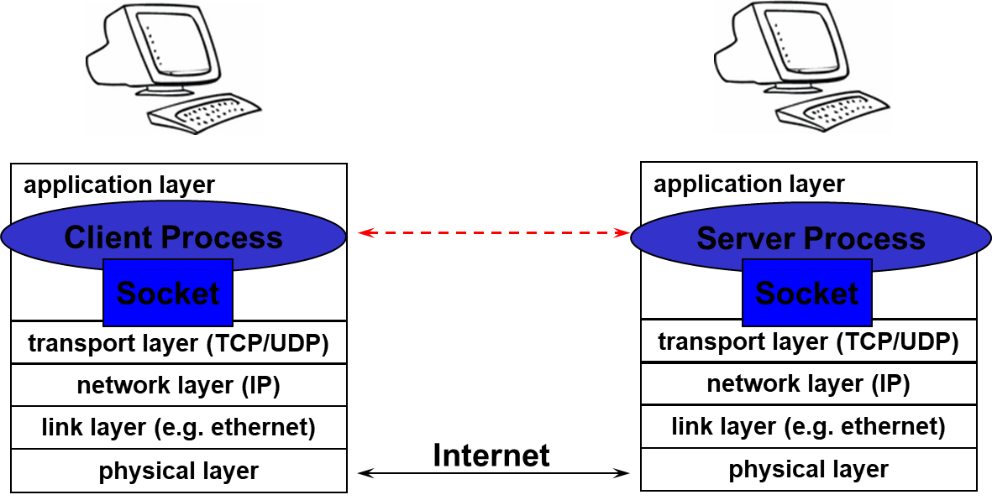 application layer
Client Process
Socket
transport layer (TCP/UDP)
network layer (IP)
link layer (e.g. ethernet)
physical layer
Internet
application layer
Server Process
Socket
transport layer (TCP/UDP)
network layer (IP)
link layer (e.g. ethernet)
physical layer